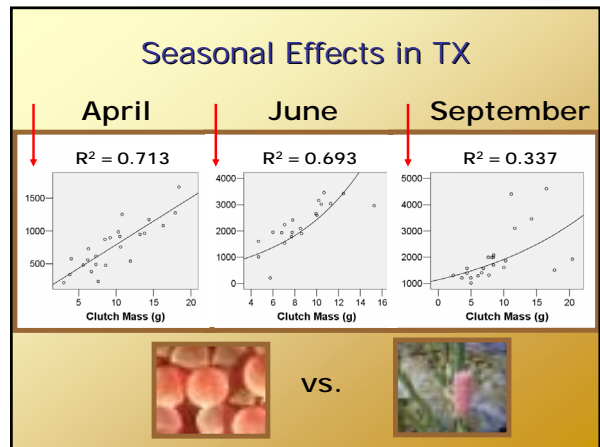 Seasonal Effects in TX
April June September
R² = 0.713 R² = 0.693 R² = 0.337
1500
500
5 10 15 20
Clutch Mass (g)
4000
3000
2000
1000
0
4 6 8 10 12 14 16
Clutch Mass (g)
5000
4000
3000
2000
1000
0 5 10 15 20
Clutch Mass (g)
vs.